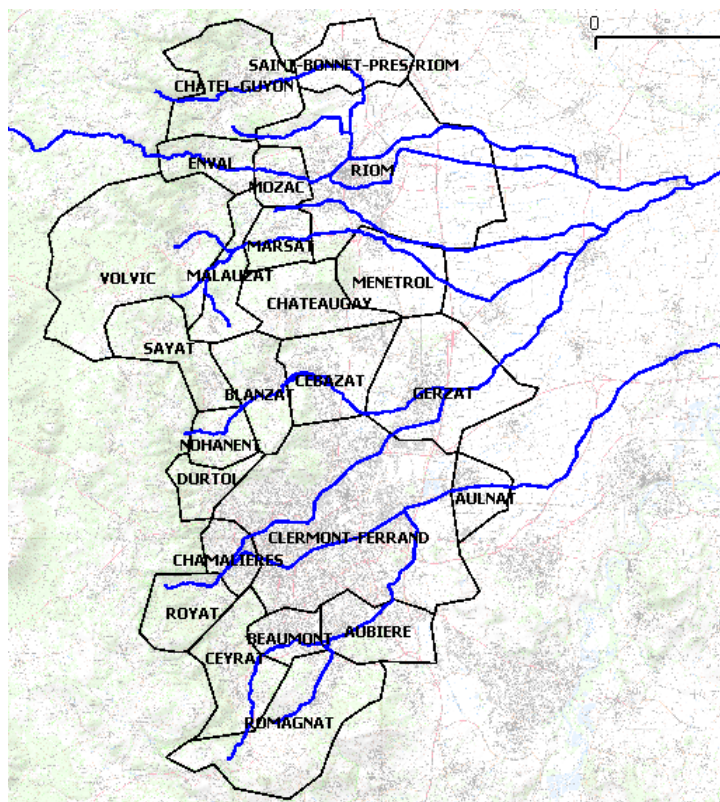 0
SAINT-BONNET-PRES-RIOM
CHATEL-GUYON
ENVAL
RIOM
MOZAC
MARSAT
VOLVIC
MALAUZAT
MENETROL
CHATEAUGAY
SAYAT
CEBAZAT
BLANZAT
GERZAT
NOHANENT
DURTOL
AULNAT
CLERMONT-FERRAND
CHAMALIERES
ROYAT
AUBIERE
BEAUMONT
CEYRAT
ROMAGNAT